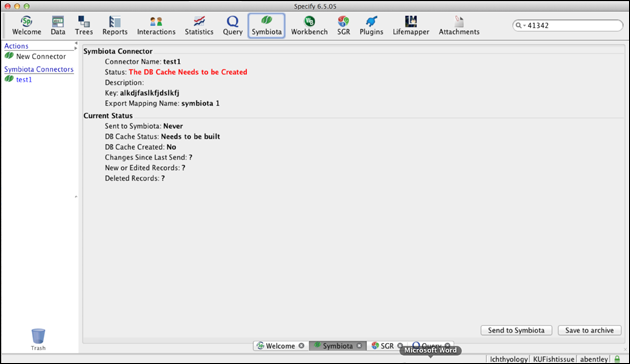 Specify 6.5.05
Welcome Data Trees Reports Interactions Statistics Query Symbiota Workbench SGR Plugins Lifemapper Attachments
41342
Actions
New Connector
Symbiota Connectors
test1
Symbiota Connector
Connector Name: test1
Status: The DB Cache Needs to be Created
Description:
Key: alkdjfaslkfjdslkfj
Export Mapping Name: symbiota 1
Current Status
Sent to Symbiota: Never
DB Cache Status: Needs to be built
DB Cache Created: No
Changes Since Last Send: ?
New or Edited Records: ?
Deleted Records: ?
Send to Symbiota Save to archive
Trash
Welcome Symbiota SGR Query
Microsoft Word
Ichthyology KUFishtissue abentley